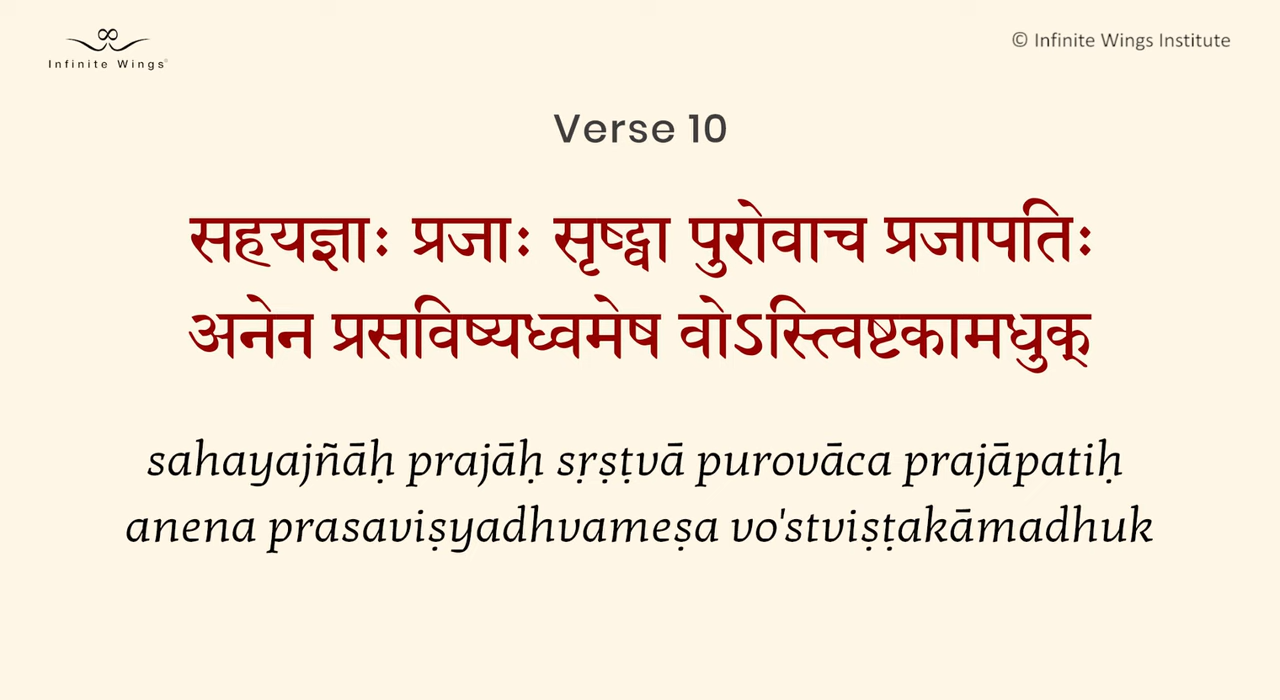 Infinite Wings®
© Infinite Wings Institute
Verse 10
सहयज्ञाः प्रजाः सृष्ट्वा पुरोवाच प्रजापतिः
अनेन प्रसविष्यध्वमेष वोऽस्त्विष्टकामधुक्
sahayajñāḥ prajāḥ sṛṣṭvā purovāca prajāpatiḥ
anena prasaviṣyadhvameṣa vo'stviṣṭakāmadhuk